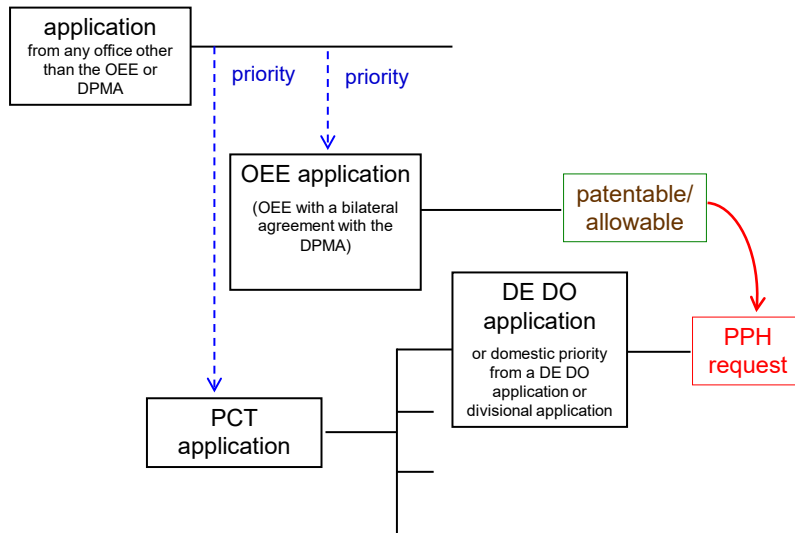 application
from any office other
than the OEE or
DPMA
priority
priority
OEE application
(OEE with a bilateral
agreement with the
DPMA)
patentable/
allowable
DE DO
application
or domestic priority
from a DE DO
application or
divisional application
PPH
request
PCT
application